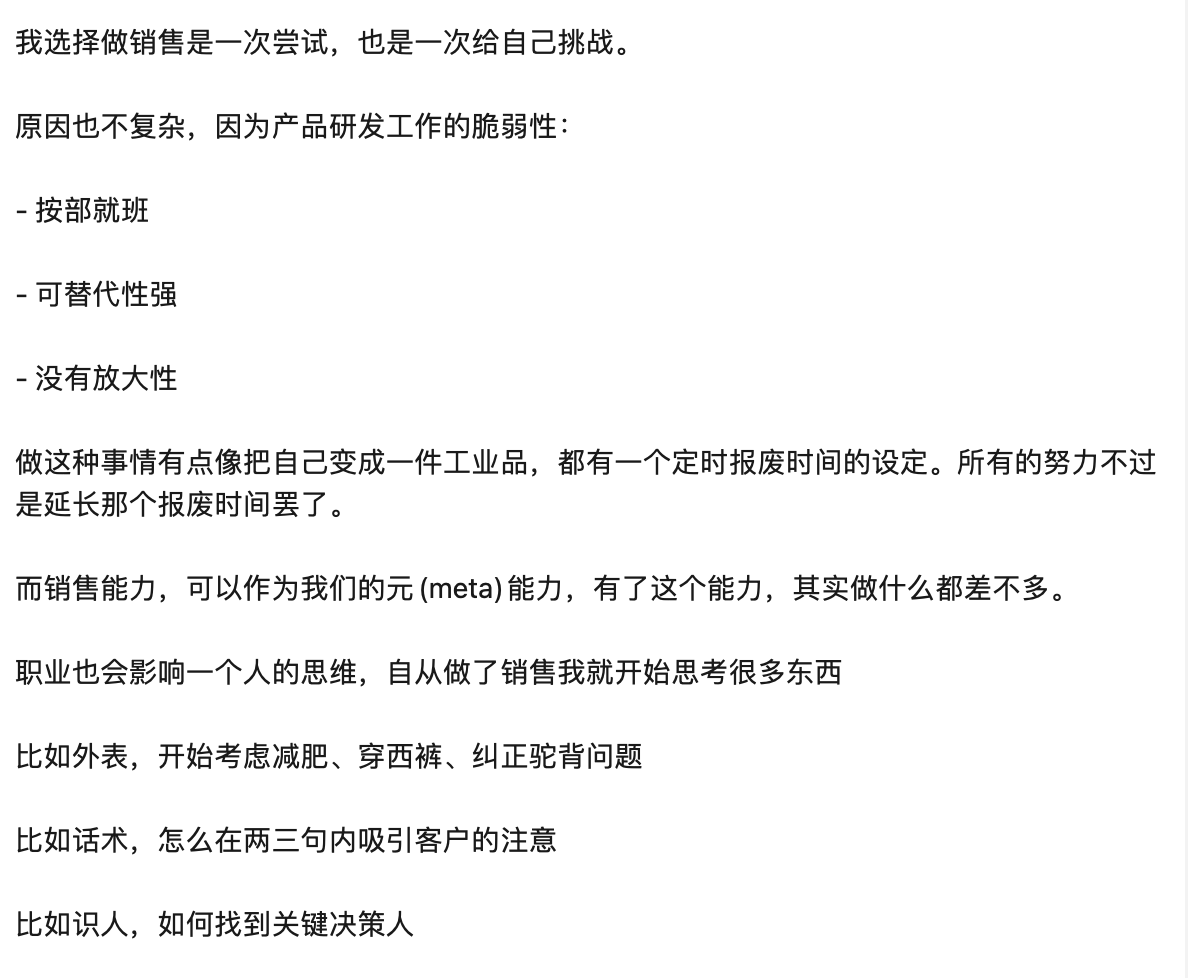 我选择做销售是一次尝试，也是一次给自己挑战。
原因也不复杂，因为产品研发工作的脆弱性：
- 按部就班
- 可替代性强
- 没有放大性
做这种事情有点像把自己变成一件工业品，都有一个定时报废时间的设定。所有的努力不过
是延长那个报废时间罢了。
而销售能力，可以作为我们的元(meta)能力，有了这个能力，其实做什么都差不多。
职业也会影响一个人的思维，自从做了销售我就开始思考很多东西
比如外表，开始考虑减肥、穿西裤、纠正驼背问题
比如话术，怎么在两三句内吸引客户的注意
比如识人，如何找到关键决策人